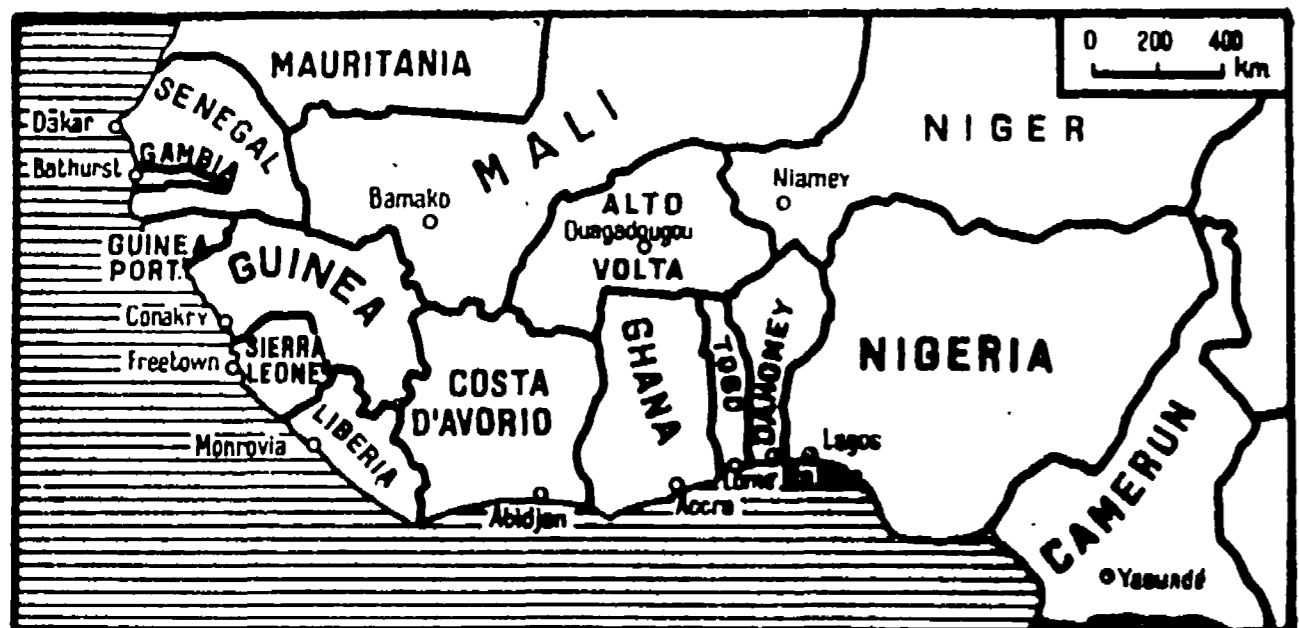 0 200 400
km
MAURITANIA
SENEGAL
Dakar
GAMBIA
Bathurst
MALI
NIGER
Niamey
Bamako
ALTO
Ouagadougou
VOLTA
GUINEA
PORT.
GUINEA
Conakry
SIERRA
LEONE
Freetown
LIBERIA
Monrovia
COSTA
D'AVORIO
Abidjan
GHANA
Accra
TOGO
Lomé
DAHOMEY
NIGERIA
Lagos
CAMERUN
Yaoundé